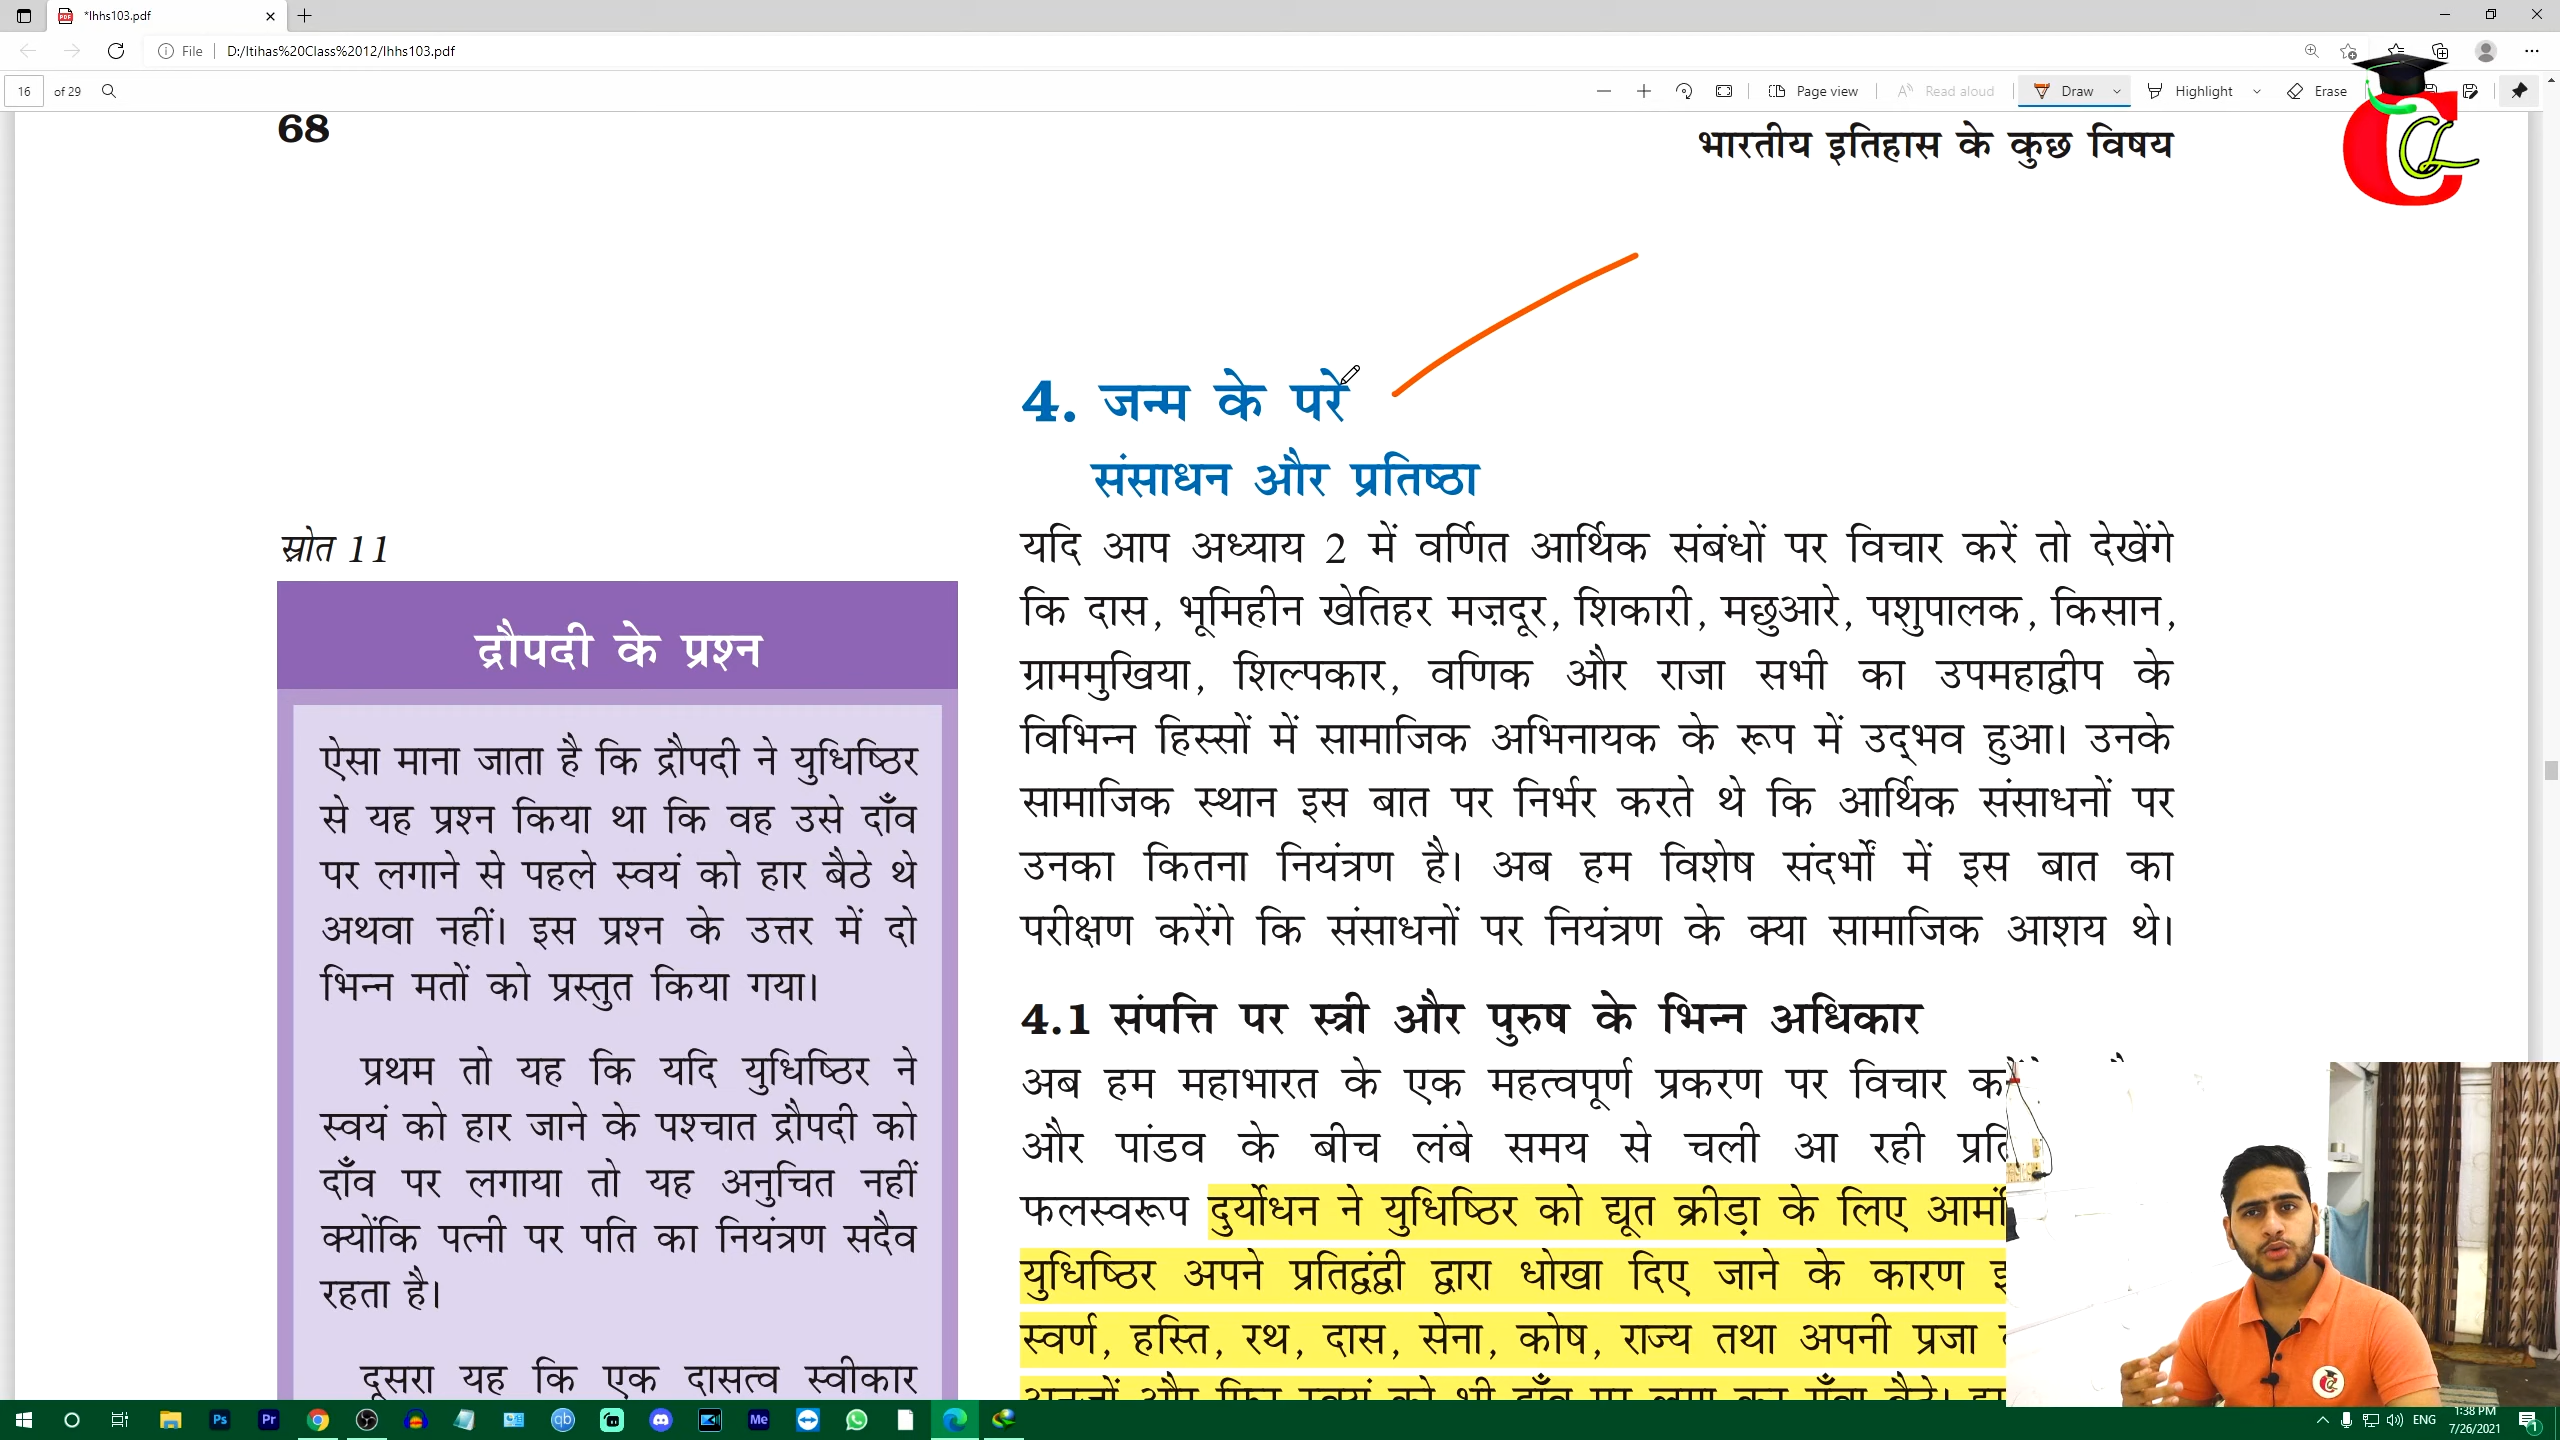 *lhhs103.pdf
File
D:/Itihas%20Class%2012/lhhs103.pdf
16 of 29
Page view
Read aloud
Draw
Highlight
Erase
68
भारतीय इतिहास के कुछ विषय
4. जन्म के परे
संसाधन और प्रतिष्ठा
यदि आप अध्याय 2 में वर्णित आर्थिक संबंधों पर विचार करें तो देखेंगे
कि दास, भूमिहीन खेतिहर मज़दूर, शिकारी, मछुआरे, पशुपालक, किसान,
ग्राममुखिया, शिल्पकार, वणिक और राजा सभी का उपमहाद्वीप के
विभिन्न हिस्सों में सामाजिक अभिनायक के रूप में उद्भव हुआ। उनके
सामाजिक स्थान इस बात पर निर्भर करते थे कि आर्थिक संसाधनों पर
उनका कितना नियंत्रण है। अब हम विशेष संदर्भों में इस बात का
परीक्षण करेंगे कि संसाधनों पर नियंत्रण के क्या सामाजिक आशय थे।
4.1 संपत्ति पर स्त्री और पुरुष के भिन्न अधिकार
अब हम महाभारत के एक महत्वपूर्ण प्रकरण पर विचार
और पांडव के बीच लंबे समय से चली आ रही
फलस्वरूप दुर्योधन ने युधिष्ठिर को द्यूत क्रीड़ा के लिए
युधिष्ठिर अपने प्रतिद्वंद्वी द्वारा धोखा दिए जाने के कारण
स्वर्ण, हस्ति, रथ, दास, सेना, कोष, राज्य तथा अपनी प्रजा
स्रोत 11
द्रौपदी के प्रश्न
ऐसा माना जाता है कि द्रौपदी ने युधिष्ठिर
से यह प्रश्न किया था कि वह उसे दाँव
पर लगाने से पहले स्वयं को हार बैठे थे
अथवा नहीं। इस प्रश्न के उत्तर में दो
भिन्न मतों को प्रस्तुत किया गया।
प्रथम तो यह कि यदि युधिष्ठिर ने
स्वयं को हार जाने के पश्चात द्रौपदी को
दाँव पर लगाया तो यह अनुचित नहीं
क्योंकि पत्नी पर पति का नियंत्रण सदैव
रहता है।
दूसरा यह कि एक दासत्व स्वीकार
Ps
Pr
qb
Me
ENG
1:38 PM
7/26/2021